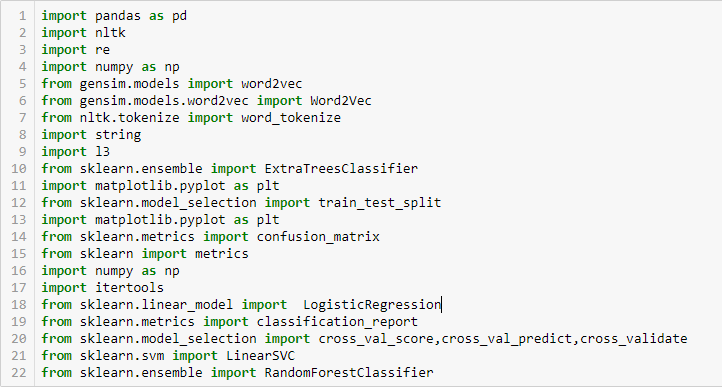 1 import pandas as pd
2 import nltk
3 import re
4 import numpy as np
5 from gensim.models import word2vec
6 from gensim.models.word2vec import Word2Vec
7 from nltk.tokenize import word_tokenize
8 import string
9 import l3
10 from sklearn.ensemble import ExtraTreesClassifier
11 import matplotlib.pyplot as plt
12 from sklearn.model_selection import train_test_split
13 import matplotlib.pyplot as plt
14 from sklearn.metrics import confusion_matrix
15 from sklearn import metrics
16 import numpy as np
17 import itertools
18 from sklearn.linear_model import  LogisticRegression
19 from sklearn.metrics import classification_report
20 from sklearn.model_selection import cross_val_score,cross_val_predict,cross_validate
21 from sklearn.svm import LinearSVC
22 from sklearn.ensemble import RandomForestClassifier